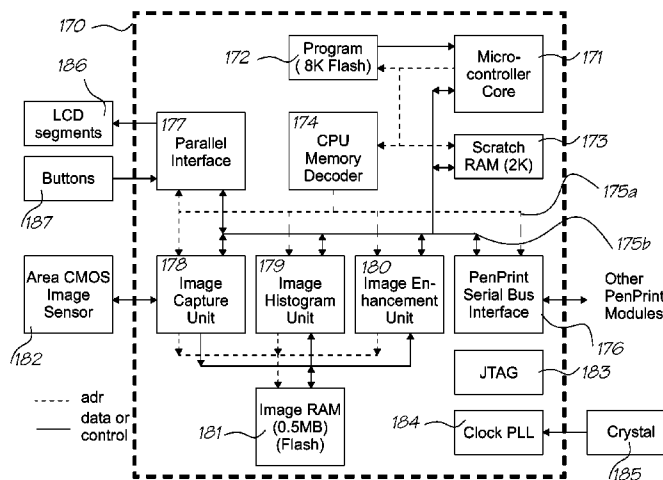 170
186
LCD
segments
Buttons
187
172
Program
( 8K Flash)
Micro-
controller
Core
171
177
Parallel
Interface
174
CPU
Memory
Decoder
Scratch
RAM (2K)
173
175a
175b
Area CMOS
Image
Sensor
182
178
Image
Capture
Unit
179
Image
Histogram
Unit
180
Image En-
hancement
Unit
PenPrint
Serial Bus
Interface
176
Other
PenPrint
Modules
JTAG
183
adr
data or
control
181
Image RAM
(0.5MB)
(Flash)
184
Clock PLL
Crystal
185